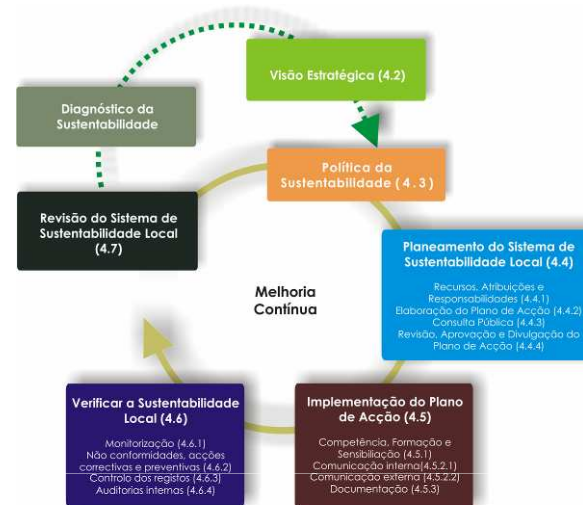 Visão Estratégica (4.2)
Diagnóstico da
Sustentabilidade
Política da
Sustentabilidade (4.3)
Revisão do Sistema de
Sustentabilidade Local
(4.7)
Planeamento do Sistema de
Sustentabilidade Local (4.4)
Recursos, Atribuições e
Responsabilidades (4.4.1)
Elaboração do Plano de Acção (4.4.2)
Consulta Pública (4.4.3)
Revisão, Aprovação e Divulgação do
Plano de Acção (4.4.4)
Melhoria
Contínua
Verificar a Sustentabilidade
Local (4.6)
Monitorização (4.6.1)
Não conformidades, acções
correctivas e preventivas (4.6.2)
Controlo dos registos (4.6.3)
Auditorias internas (4.6.4)
Implementação do Plano
de Acção (4.5)
Competência, Formação e
Sensibiliação (4.5.1)
Comunicação interna(4.5.2.1)
Comunicação externa (4.5.2.2)
Documentação (4.5.3)